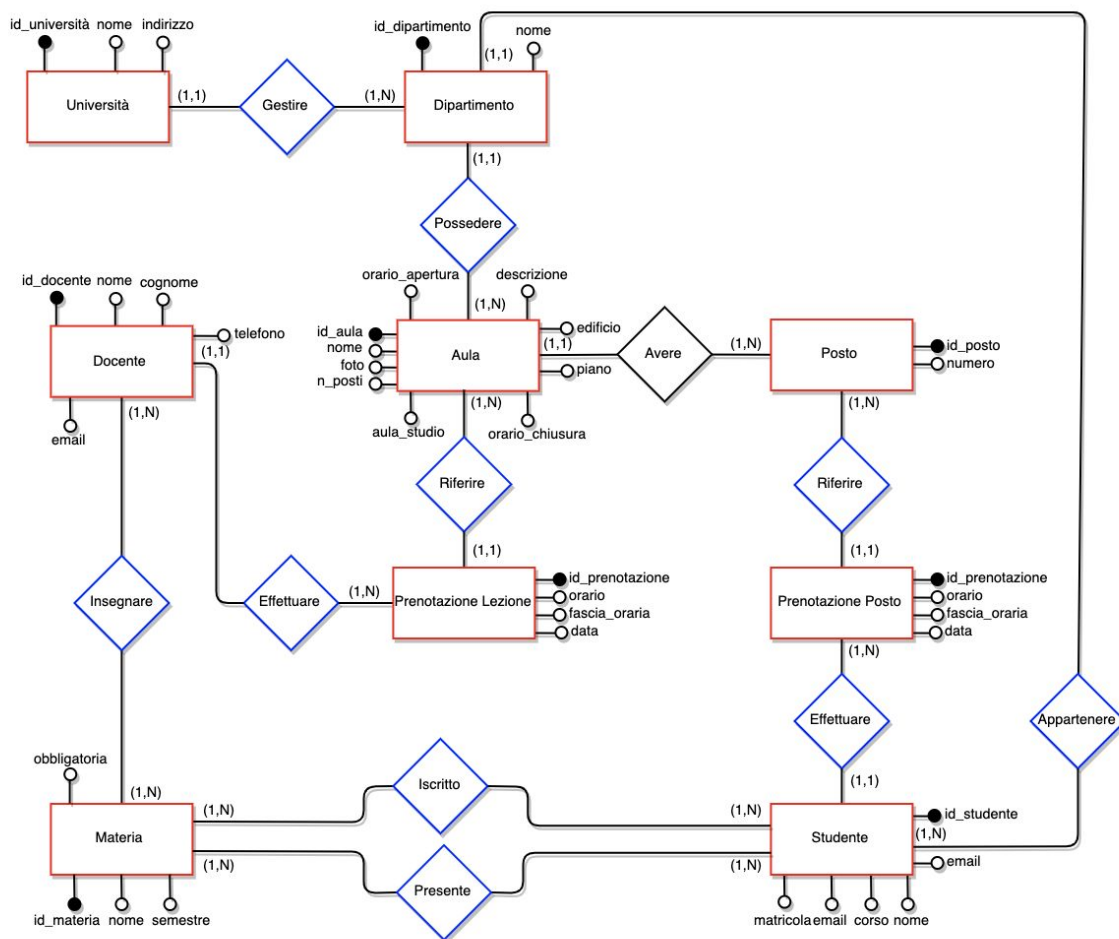 id_università nome indirizzo
Università
(1,1)
Gestire
(1,N)
id_dipartimento
(1,1)
nome
Dipartimento
(1,1)
Possedere
(1,N)
orario_apertura
descrizione
id_aula
nome
foto
n_posti
Aula
edificio
(1,1)
piano
(1,N)
aula_studio
orario_chiusura
Avere
(1,N)
Posto
id_posto
numero
(1,N)
id_docente nome cognome
Docente
telefono
(1,1)
(1,N)
email
Riferire
(1,1)
Riferire
(1,1)
Insegnare
Effettuare
(1,N)
Prenotazione Lezione
id_prenotazione
orario
fascia_oraria
data
Prenotazione Posto
id_prenotazione
orario
fascia_oraria
data
(1,N)
Effettuare
(1,1)
Appartenere
obbligatoria
(1,N)
Materia
(1,N)
(1,N)
id_materia nome semestre
Iscritto
(1,N)
Presente
(1,N)
Studente
id_studente
(1,N)
email
matricola email corso nome